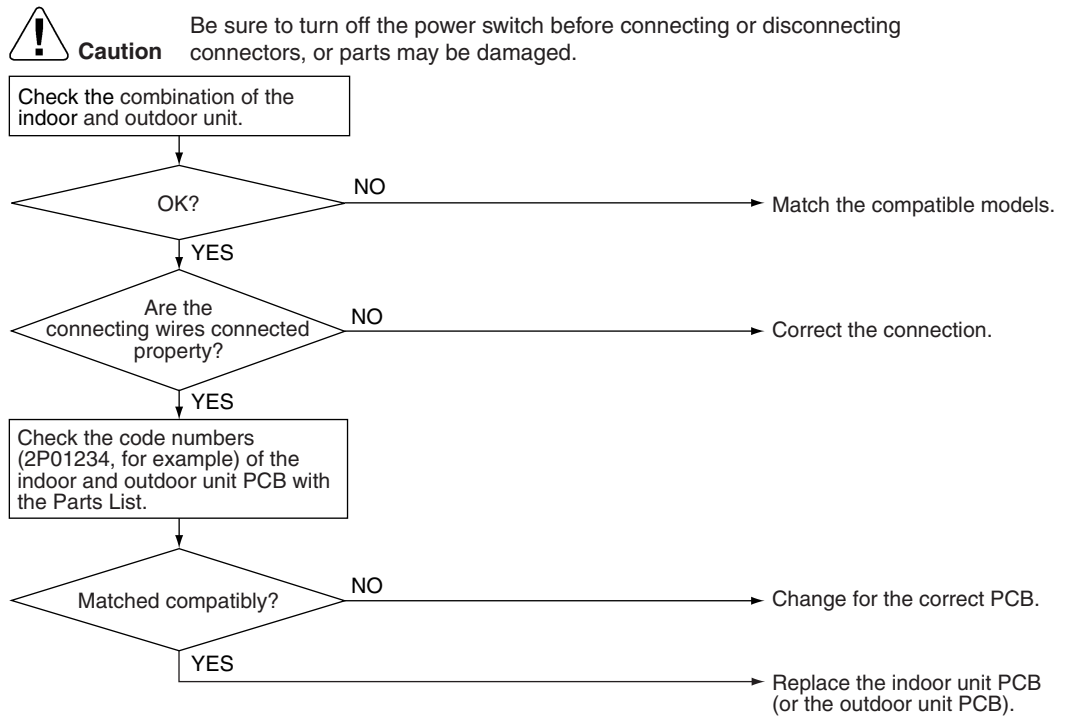 Be sure to turn off the power switch before connecting or disconnecting
Caution connectors, or parts may be damaged.
Check the combination of the
indoor and outdoor unit.
OK?
NO
Match the compatible models.
YES
Are the
connecting wires connected
property?
NO
Correct the connection.
YES
Check the code numbers
(2P01234, for example) of the
indoor and outdoor unit PCB with
the Parts List.
Matched compatibly?
NO
Change for the correct PCB.
YES
Replace the indoor unit PCB
(or the outdoor unit PCB).